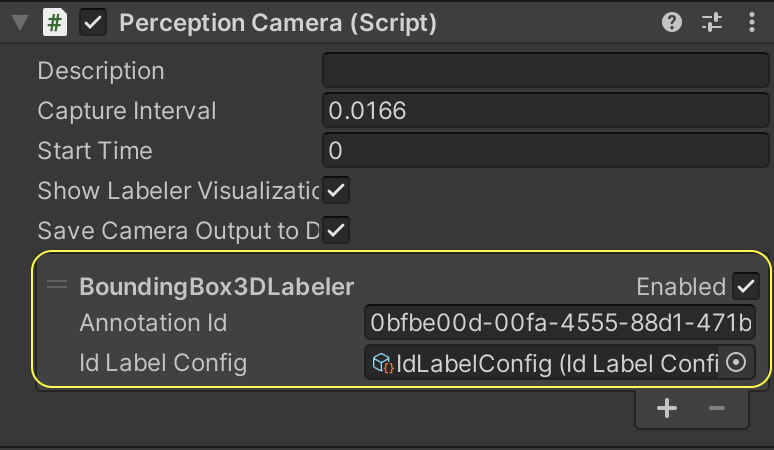 # Perception Camera (Script)
Description
Capture Interval 0.0166
Start Time 0
Show Labeler Visualizatio
Save Camera Output to D
BoundingBox3DLabeler Enabled
Annotation Id 0bfbe00d-00fa-4555-88d1-471b
Id Label Config IdLabelConfig (Id Label Confi